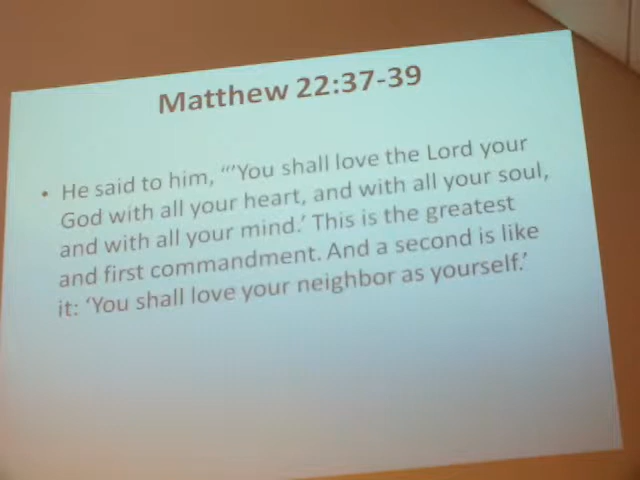 Matthew 22:37-39
• He said to him, “‘You shall love the Lord your
God with all your heart, and with all your soul,
and with all your mind.’ This is the greatest
and first commandment. And a second is like
it: ‘You shall love your neighbor as yourself.’